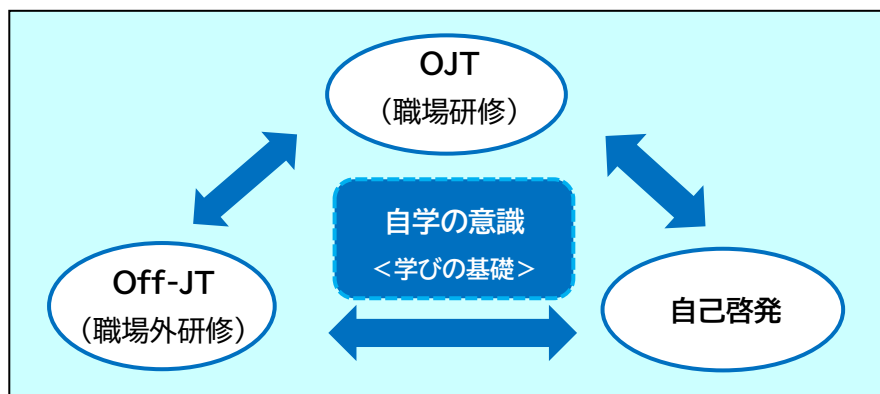 OJT
（職場研修）
自学の意識
＜学びの基礎＞
Off-JT
（職場外研修）
自己啓発